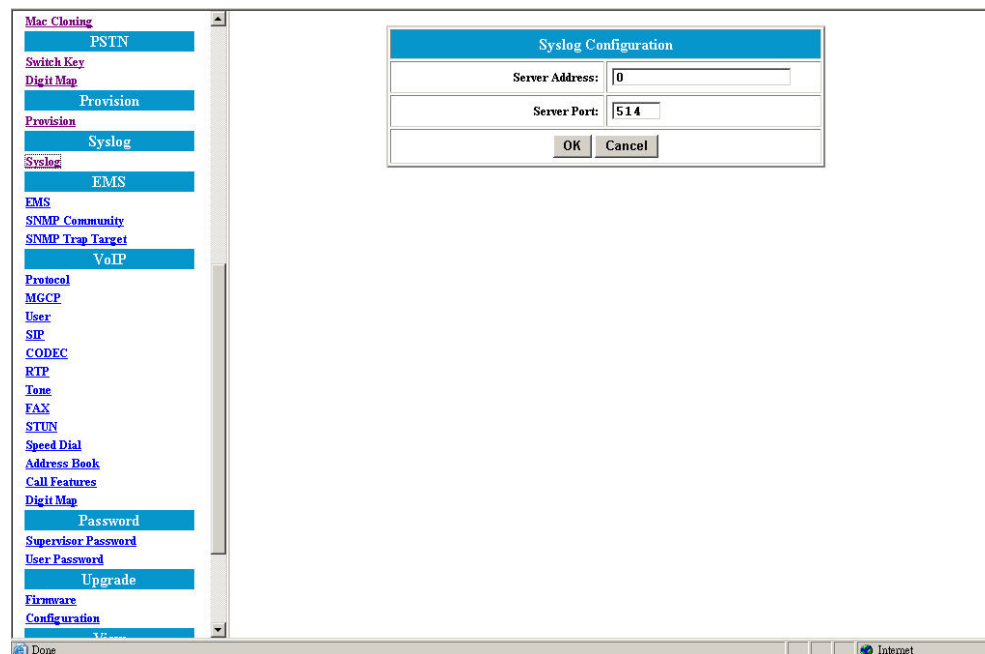 Mac Cloning
PSTN
Switch Key
Digit Map
Provision
Provision
Syslog
Syslog
EMS
EMS
SNMP Community
SNMP Trap Target
VoIP
Protocol
MGCP
User
SIP
CODEC
RTP
Tone
FAX
STUN
Speed Dial
Address Book
Call Features
Digit Map
Password
Supervisor Password
User Password
Upgrade
Firmware
Configuration
View
Syslog Configuration
Server Address: 0
Server Port: 514
OK Cancel
Done Internet